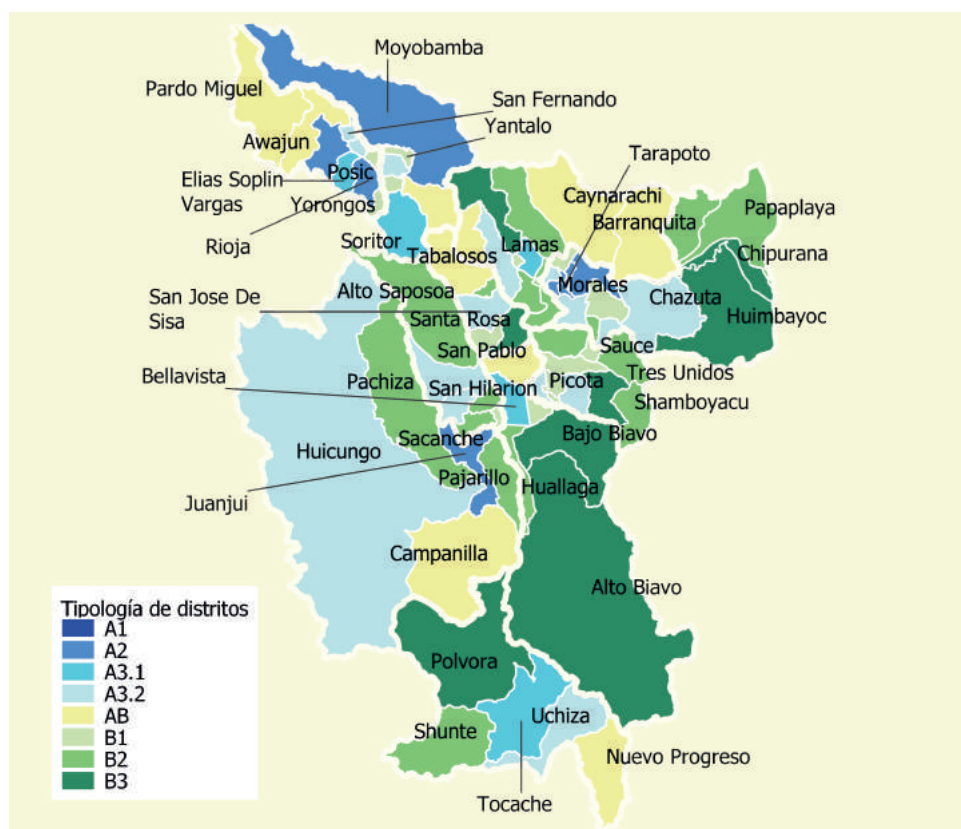 Moyobamba
Pardo Miguel
San Fernando
Yantalo
Awajun
Tarapoto
Posic
Elias Soplin
Vargas
Caynarachi
Papaplaya
Barranquita
Yorongos
Rioja
Soritor
Lamas
Chipurana
Tabalosos
Morales
San Jose De
Sisa
Alto Saposoa
Chazuta
Huimbayoc
Santa Rosa
San Pablo
Sauce
Bellavista
Pachiza
San Hilarion
Picota
Tres Unidos
Shamboyacu
Sacanche
Bajo Biavo
Huicungo
Juanjui
Pajarillo
Huallaga
Campanilla
Alto Biavo
Tipología de distritos
A1
A2
A3.1
A3.2
AB
B1
B2
B3
Polvora
Uchiza
Shunte
Nuevo Progreso
Tocache